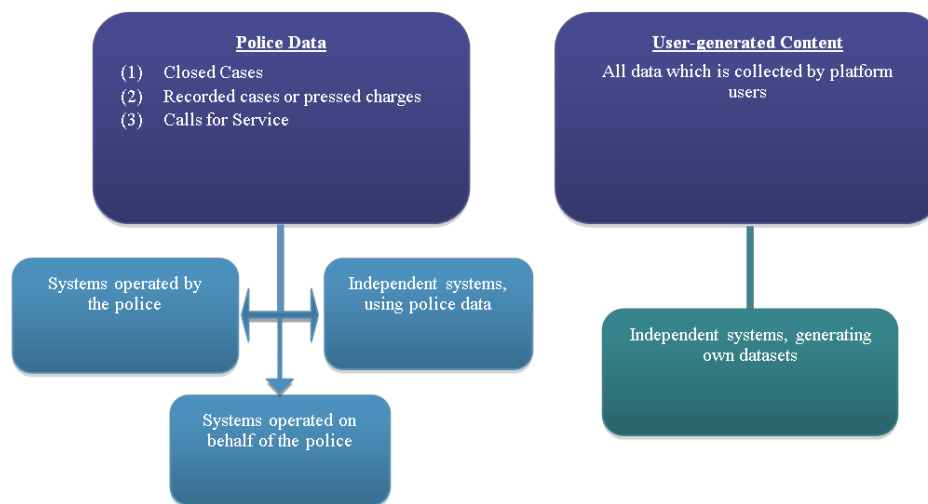 Police Data
(1) Closed Cases
(2) Recorded cases or pressed charges
(3) Calls for Service
User-generated Content
All data which is collected by platform
users
Systems operated by
the police
Independent systems,
using police data
Systems operated on
behalf of the police
Independent systems, generating
own datasets